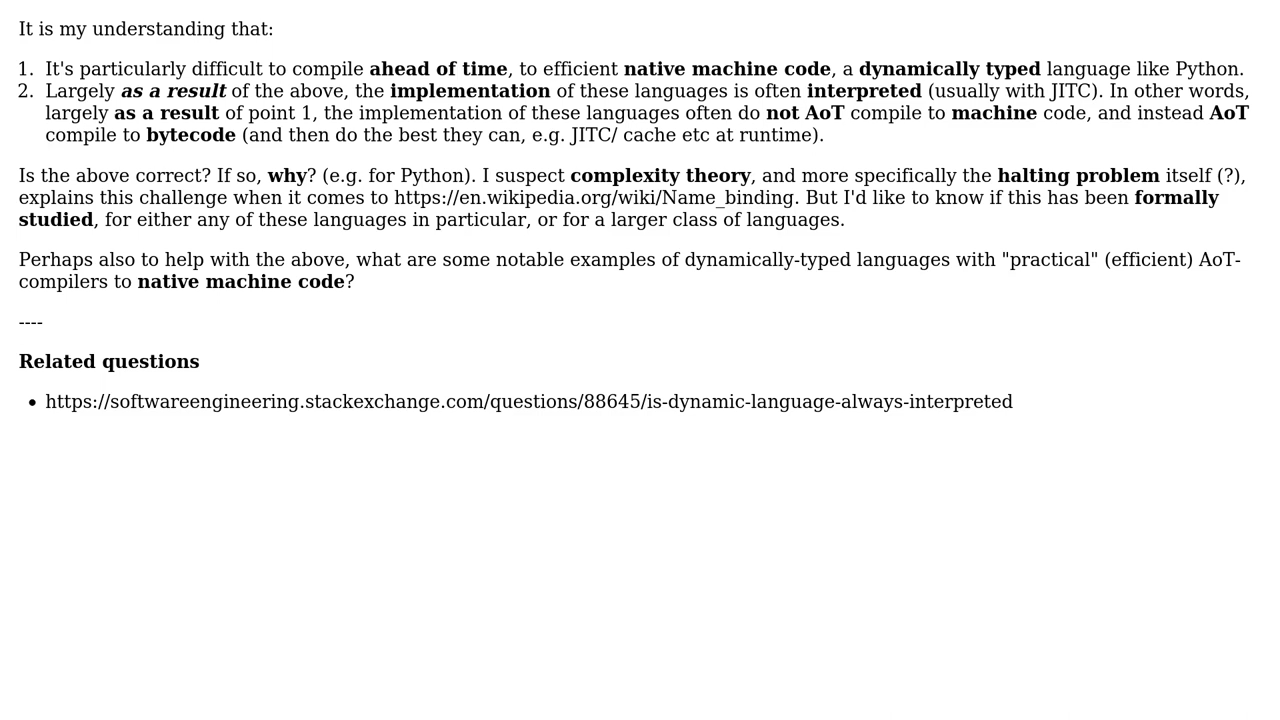 It is my understanding that:
1. It's particularly difficult to compile ahead of time, to efficient native machine code, a dynamically typed language like Python.
2. Largely as a result of the above, the implementation of these languages is often interpreted (usually with JITC). In other words,
largely as a result of point 1, the implementation of these languages often do not AoT compile to machine code, and instead AoT
compile to bytecode (and then do the best they can, e.g. JITC/ cache etc at runtime).
Is the above correct? If so, why? (e.g. for Python). I suspect complexity theory, and more specifically the halting problem itself (?),
explains this challenge when it comes to https://en.wikipedia.org/wiki/Name_binding. But I'd like to know if this has been formally
studied, for either any of these languages in particular, or for a larger class of languages.
Perhaps also to help with the above, what are some notable examples of dynamically-typed languages with "practical" (efficient) AoT-
compilers to native machine code?
----
Related questions
• https://softwareengineering.stackexchange.com/questions/88645/is-dynamic-language-always-interpreted